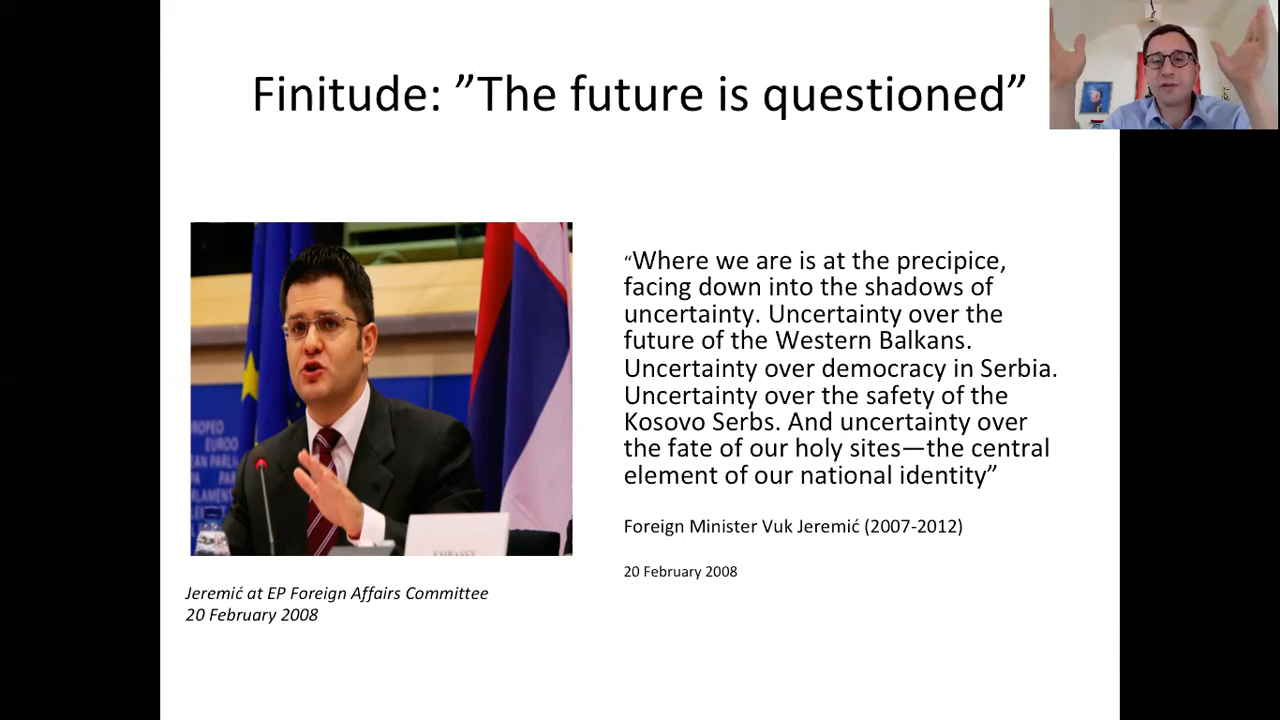 Finitude: ”The future is questioned”
“Where we are is at the precipice,
facing down into the shadows of
uncertainty. Uncertainty over the
future of the Western Balkans.
Uncertainty over democracy in Serbia.
Uncertainty over the safety of the
Kosovo Serbs. And uncertainty over
the fate of our holy sites—the central
element of our national identity”
Foreign Minister Vuk Jeremić (2007-2012)
20 February 2008
Jeremić at EP Foreign Affairs Committee
20 February 2008